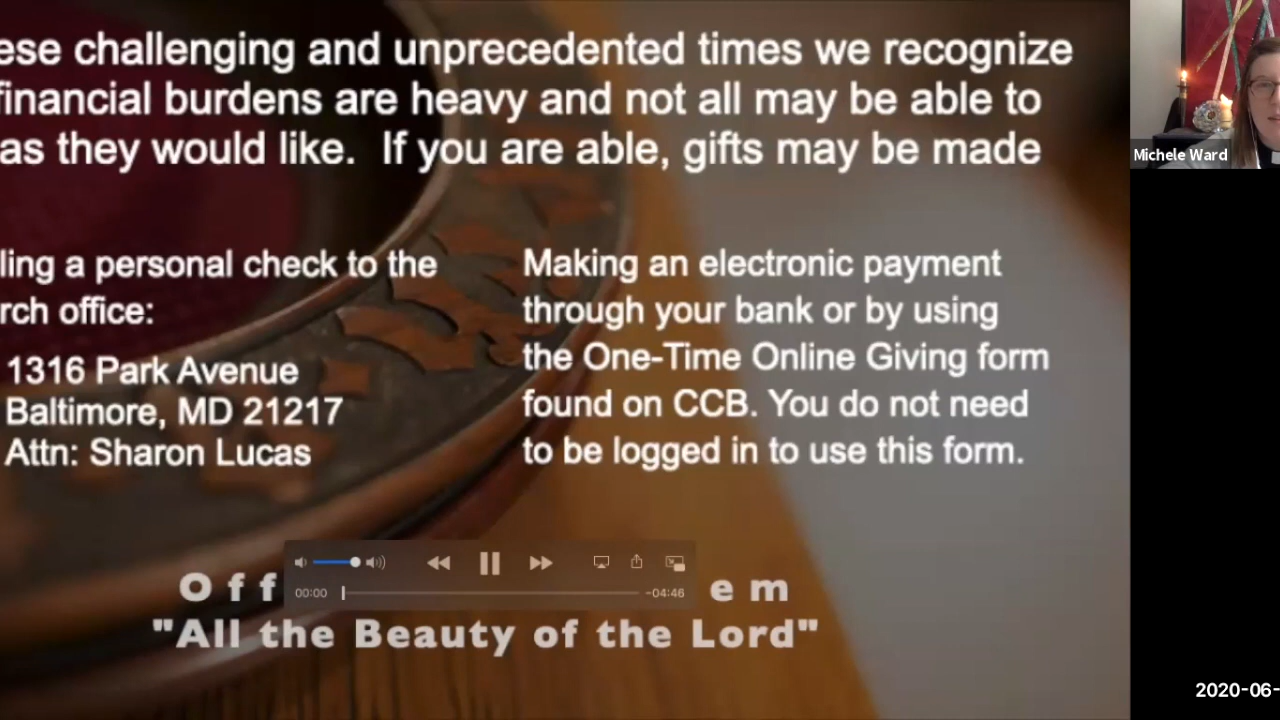 ese challenging and unprecedented times we recognize
financial burdens are heavy and not all may be able to
as they would like.  If you are able, gifts may be made
ling a personal check to the
rch office:
1316 Park Avenue
Baltimore, MD 21217
Attn: Sharon Lucas
Making an electronic payment
through your bank or by using
the One-Time Online Giving form
found on CCB. You do not need
to be logged in to use this form.
Off em
"All the Beauty of the Lord"
00:00 -04:46
Michele Ward
2020-06-